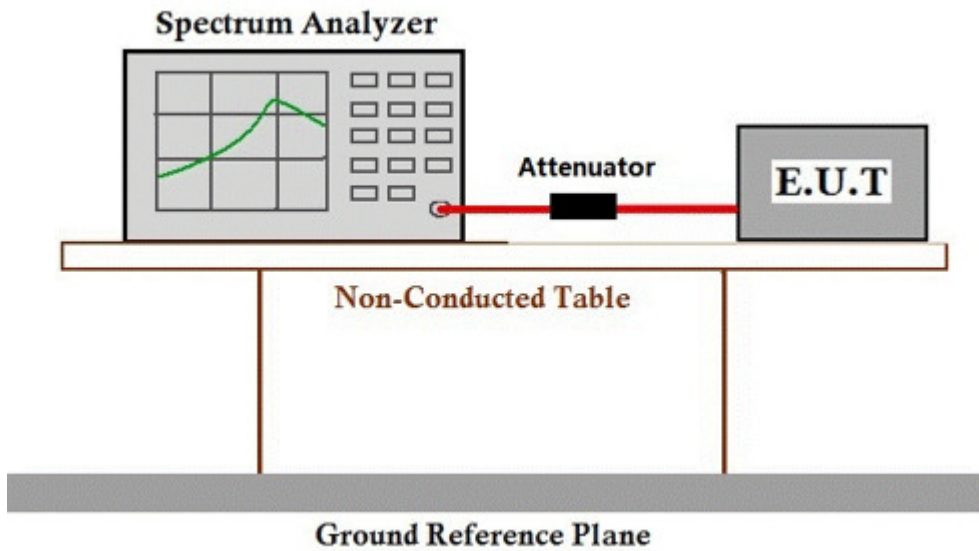 Spectrum Analyzer
Attenuator
E.U.T
Non-Conducted Table
Ground Reference Plane